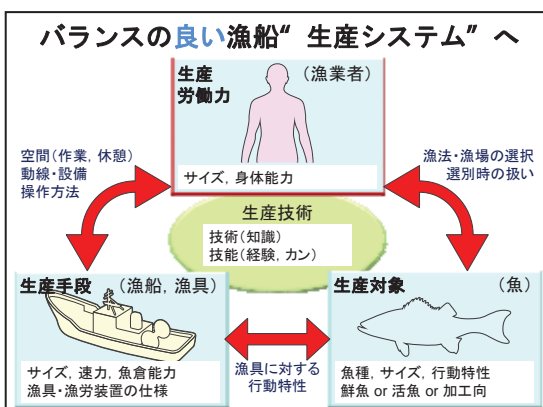 バランスの良い漁船“ 生産システム” へ
生産 (漁業者)
労働力
サイズ, 身体能力
空間(作業, 休憩)
動線・設備
操作方法
漁法・漁場の選択
選別時の扱い
生産技術
技術(知識)
技能(経験, カン)
生産手段 (漁船, 漁具)
サイズ, 速力, 魚倉能力
漁具・漁労装置の仕様
漁具に対する
行動特性
生産対象 (魚)
魚種, サイズ, 行動特性
鮮魚 or 活魚 or 加工向